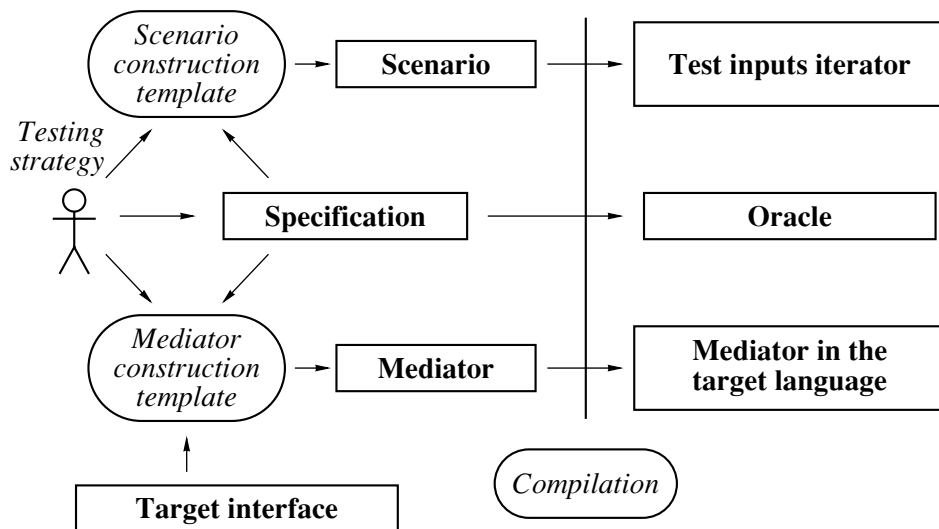 Scenario
construction
template
Scenario
Test inputs iterator
Testing
strategy
Specification
Oracle
Mediator
construction
template
Mediator
Mediator in the
target language
Compilation
Target interface